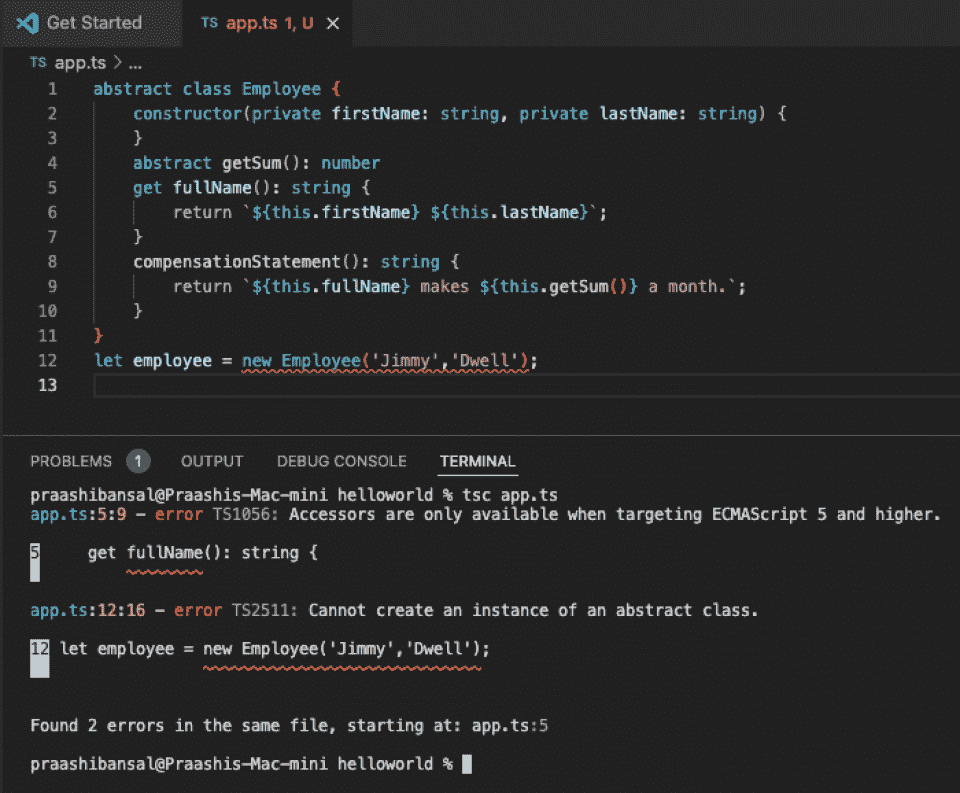 Get Started
TS app.ts 1, U
TS app.ts > ...
1 abstract class Employee {
2 constructor(private firstName: string, private lastName: string) {
3 }
4 abstract getSum(): number
5 get fullName(): string {
6 return `${this.firstName} ${this.lastName}`;
7 }
8 compensationStatement(): string {
9 return `${this.fullName} makes ${this.getSum()} a month.`;
10 }
11 }
12 let employee = new Employee('Jimmy','Dwell');
13
PROBLEMS 1 OUTPUT DEBUG CONSOLE TERMINAL
praashibansal@Praashis-Mac-mini helloworld % tsc app.ts
app.ts:5:9 - error TS1056: Accessors are only available when targeting ECMAScript 5 and higher.
5 get fullName(): string {
app.ts:12:16 - error TS2511: Cannot create an instance of an abstract class.
12 let employee = new Employee('Jimmy','Dwell');
Found 2 errors in the same file, starting at: app.ts:5
praashibansal@Praashis-Mac-mini helloworld %